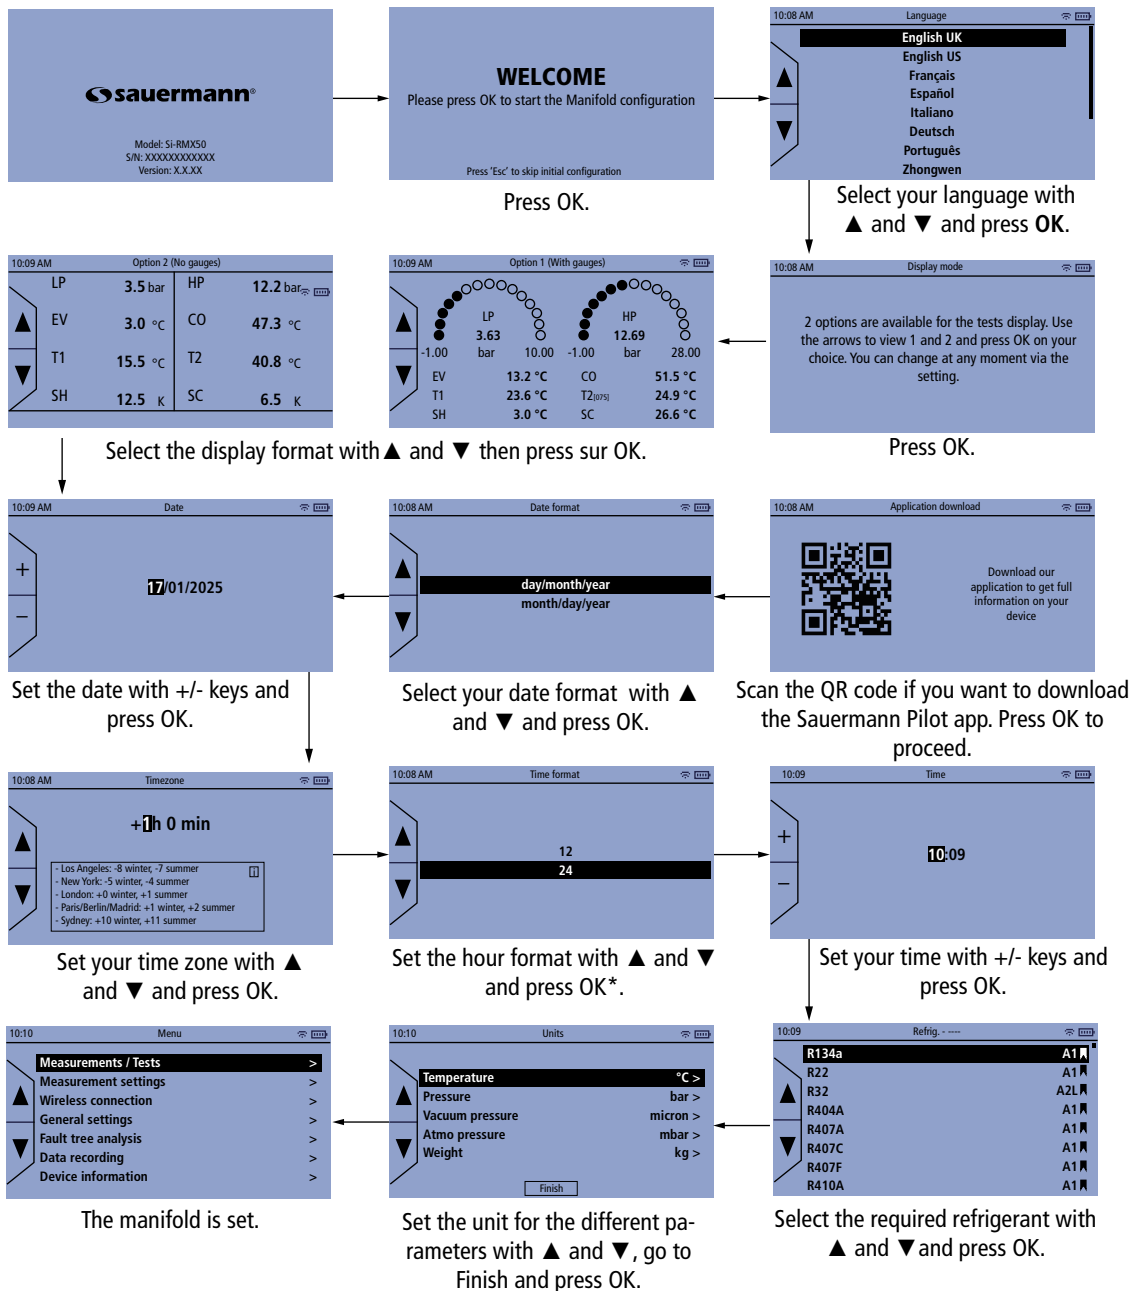 sauermann®
Model: Si-RMX50
S/N: XXXXXXXXXXXX
Version: X.X.XX
WELCOME
Please press OK to start the Manifold configuration
Press 'Esc' to skip initial configuration
Press OK.
10:08 AM Language
English UK
English US
Français
Español
Italiano
Deutsch
Português
Zhongwen
Select your language with
▲ and ▼ and press OK.
10:09 AM Option 2 (No gauges)
LP 3.5 bar HP 12.2 bar
EV 3.0 °C CO 47.3 °C
T1 15.5 °C T2 40.8 °C
SH 12.5 K SC 6.5 K
10:09 AM Option 1 (With gauges)
LP HP
3.63 12.69
-1.00 bar 10.00 -1.00 bar 28.00
EV 13.2 °C CO 51.5 °C
T1 23.6 °C T2[075] 24.9 °C
SH 3.0 °C SC 26.6 °C
10:08 AM Display mode
2 options are available for the tests display. Use
the arrows to view 1 and 2 and press OK on your
choice. You can change at any moment via the
setting.
Press OK.
Select the display format with ▲ and ▼ then press sur OK.
10:09 AM Date
+
17/01/2025
−
Set the date with +/- keys and
press OK.
10:08 AM Date format
day/month/year
month/day/year
Select your date format with ▲
and ▼ and press OK.
10:08 AM Application download
Download our
application to get full
information on your
device
Scan the QR code if you want to download
the Sauermann Pilot app. Press OK to
proceed.
10:08 AM Timezone
+1h 0 min
- Los Angeles: -8 winter, -7 summer
- New York: -5 winter, -4 summer
- London: +0 winter, +1 summer
- Paris/Berlin/Madrid: +1 winter, +2 summer
- Sydney: +10 winter, +11 summer
i
Set your time zone with ▲
and ▼ and press OK.
10:08 AM Time format
12
24
Set the hour format with ▲ and ▼
and press OK*.
10:09 Time
+
10:09
−
Set your time with +/- keys and
press OK.
10:10 Menu
Measurements / Tests >
Measurement settings >
Wireless connection >
General settings >
Fault tree analysis >
Data recording >
Device information >
The manifold is set.
10:10 Units
Temperature °C >
Pressure bar >
Vacuum pressure micron >
Atmo pressure mbar >
Weight kg >
Finish
Set the unit for the different pa-
rameters with ▲ and ▼, go to
Finish and press OK.
10:09 Refrig. - ----
R134a A1
R22 A1
R32 A2L
R404A A1
R407A A1
R407C A1
R407F A1
R410A A1
Select the required refrigerant with
▲ and ▼ and press OK.